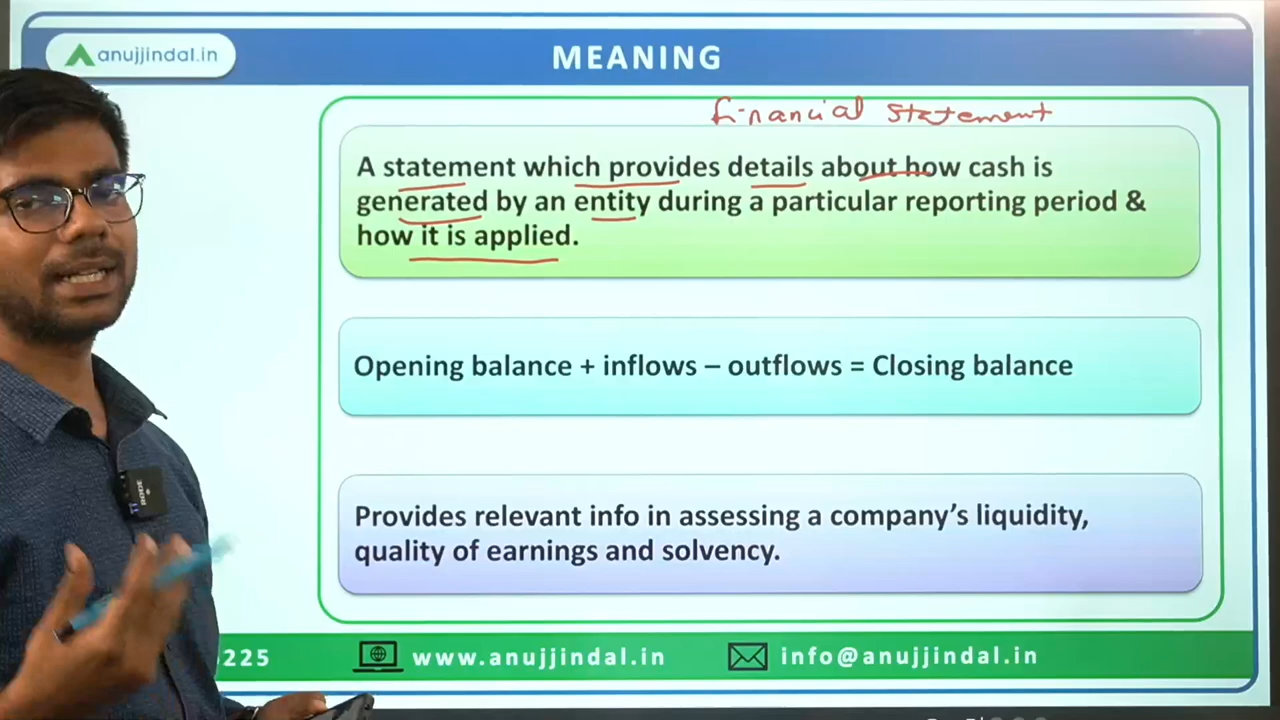 anujjindal.in
MEANING
financial statement
A statement which provides details about how cash is
generated by an entity during a particular reporting period &
how it is applied.
Opening balance + inflows – outflows = Closing balance
Provides relevant info in assessing a company’s liquidity,
quality of earnings and solvency.
RODE
225 www.anujjindal.in info@anujjindal.in